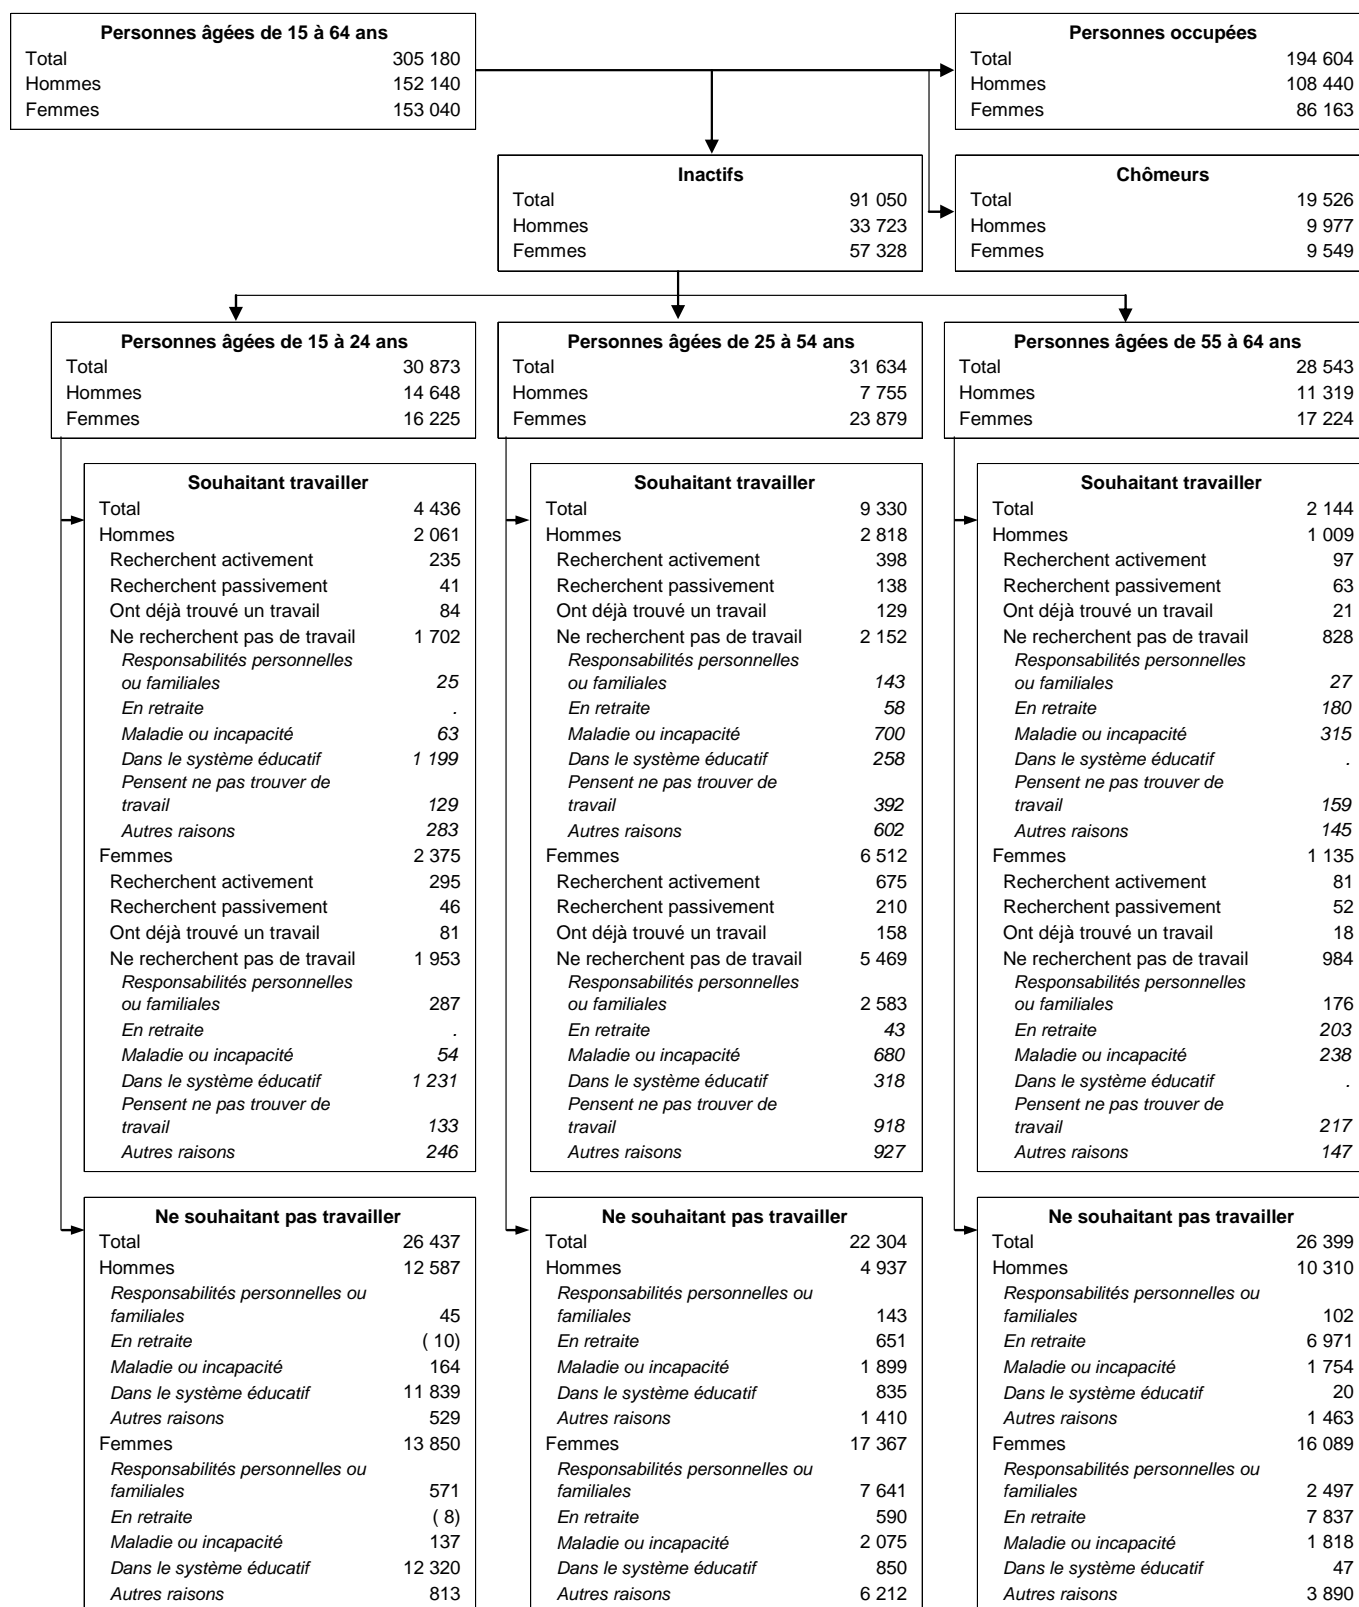 Personnes âgées de 15 à 64 ans
Total 305 180
Hommes 152 140
Femmes 153 040
Personnes occupées
Total 194 604
Hommes 108 440
Femmes 86 163
Inactifs
Total 91 050
Hommes 33 723
Femmes 57 328
Chômeurs
Total 19 526
Hommes 9 977
Femmes 9 549
Personnes âgées de 15 à 24 ans
Total 30 873
Hommes 14 648
Femmes 16 225
Personnes âgées de 25 à 54 ans
Total 31 634
Hommes 7 755
Femmes 23 879
Personnes âgées de 55 à 64 ans
Total 28 543
Hommes 11 319
Femmes 17 224
Souhaitant travailler
Total 4 436
Hommes 2 061
Recherchent activement 235
Recherchent passivement 41
Ont déjà trouvé un travail 84
Ne recherchent pas de travail 1 702
Responsabilités personnelles
ou familiales 25
En retraite .
Maladie ou incapacité 63
Dans le système éducatif 1 199
Pensent ne pas trouver de
travail 129
Autres raisons 283
Femmes 2 375
Recherchent activement 295
Recherchent passivement 46
Ont déjà trouvé un travail 81
Ne recherchent pas de travail 1 953
Responsabilités personnelles
ou familiales 287
En retraite .
Maladie ou incapacité 54
Dans le système éducatif 1 231
Pensent ne pas trouver de
travail 133
Autres raisons 246
Souhaitant travailler
Total 9 330
Hommes 2 818
Recherchent activement 398
Recherchent passivement 138
Ont déjà trouvé un travail 129
Ne recherchent pas de travail 2 152
Responsabilités personnelles
ou familiales 143
En retraite 58
Maladie ou incapacité 700
Dans le système éducatif 258
Pensent ne pas trouver de
travail 392
Autres raisons 602
Femmes 6 512
Recherchent activement 675
Recherchent passivement 210
Ont déjà trouvé un travail 158
Ne recherchent pas de travail 5 469
Responsabilités personnelles
ou familiales 2 583
En retraite 43
Maladie ou incapacité 680
Dans le système éducatif 318
Pensent ne pas trouver de
travail 918
Autres raisons 927
Souhaitant travailler
Total 2 144
Hommes 1 009
Recherchent activement 97
Recherchent passivement 63
Ont déjà trouvé un travail 21
Ne recherchent pas de travail 828
Responsabilités personnelles
ou familiales 27
En retraite 180
Maladie ou incapacité 315
Dans le système éducatif .
Pensent ne pas trouver de
travail 159
Autres raisons 145
Femmes 1 135
Recherchent activement 81
Recherchent passivement 52
Ont déjà trouvé un travail 18
Ne recherchent pas de travail 984
Responsabilités personnelles
ou familiales 176
En retraite 203
Maladie ou incapacité 238
Dans le système éducatif .
Pensent ne pas trouver de
travail 217
Autres raisons 147
Ne souhaitant pas travailler
Total 26 437
Hommes 12 587
Responsabilités personnelles ou
familiales 45
En retraite ( 10)
Maladie ou incapacité 164
Dans le système éducatif 11 839
Autres raisons 529
Femmes 13 850
Responsabilités personnelles ou
familiales 571
En retraite ( 8)
Maladie ou incapacité 137
Dans le système éducatif 12 320
Autres raisons 813
Ne souhaitant pas travailler
Total 22 304
Hommes 4 937
Responsabilités personnelles ou
familiales 143
En retraite 651
Maladie ou incapacité 1 899
Dans le système éducatif 835
Autres raisons 1 410
Femmes 17 367
Responsabilités personnelles ou
familiales 7 641
En retraite 590
Maladie ou incapacité 2 075
Dans le système éducatif 850
Autres raisons 6 212
Ne souhaitant pas travailler
Total 26 399
Hommes 10 310
Responsabilités personnelles ou
familiales 102
En retraite 6 971
Maladie ou incapacité 1 754
Dans le système éducatif 20
Autres raisons 1 463
Femmes 16 089
Responsabilités personnelles ou
familiales 2 497
En retraite 7 837
Maladie ou incapacité 1 818
Dans le système éducatif 47
Autres raisons 3 890